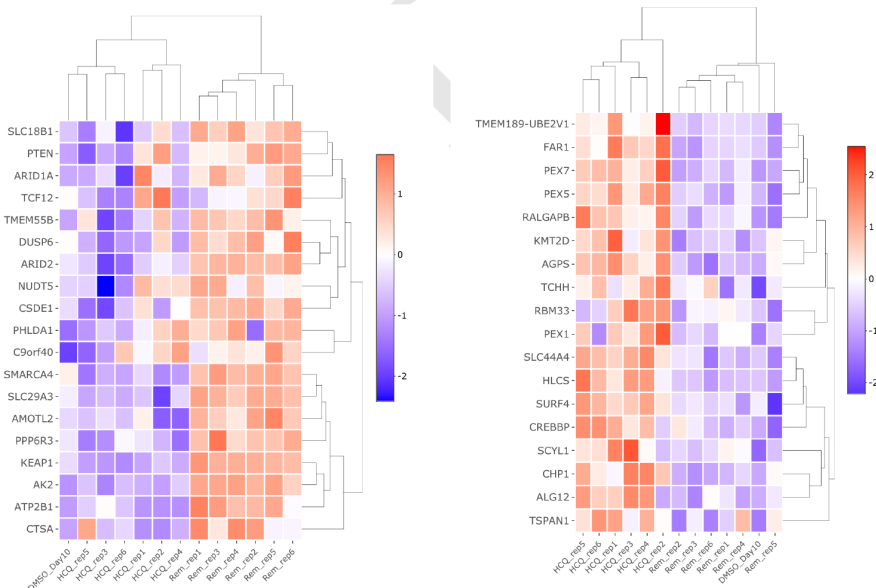 SLC18B1
PTEN
ARID1A
TCF12
TMEM55B
DUSP6
ARID2
NUDT5
CSDE1
PHLDA1
C9orf40
SMARCA4
SLC29A3
AMOTL2
PPP6R3
KEAP1
AK2
ATP2B1
CTSA
DMSO_Day10
HCQ_rep5
HCQ_rep3
HCQ_rep6
HCQ_rep1
HCQ_rep2
HCQ_rep4
Rem_rep1
Rem_rep3
Rem_rep4
Rem_rep2
Rem_rep5
Rem_rep6
1
0
-1
-2
TMEM189-UBE2V1
FAR1
PEX7
PEX5
RALGAPB
KMT2D
AGPS
TCHH
RBM33
PEX1
SLC44A4
HLCS
SURF4
CREBBP
SCYL1
CHP1
ALG12
TSPAN1
HCQ_rep5
HCQ_rep6
HCQ_rep1
HCQ_rep3
HCQ_rep4
HCQ_rep2
Rem_rep2
Rem_rep3
Rem_rep6
Rem_rep1
Rem_rep4
DMSO_Day10
Rem_rep5
2
1
0
-1
-2